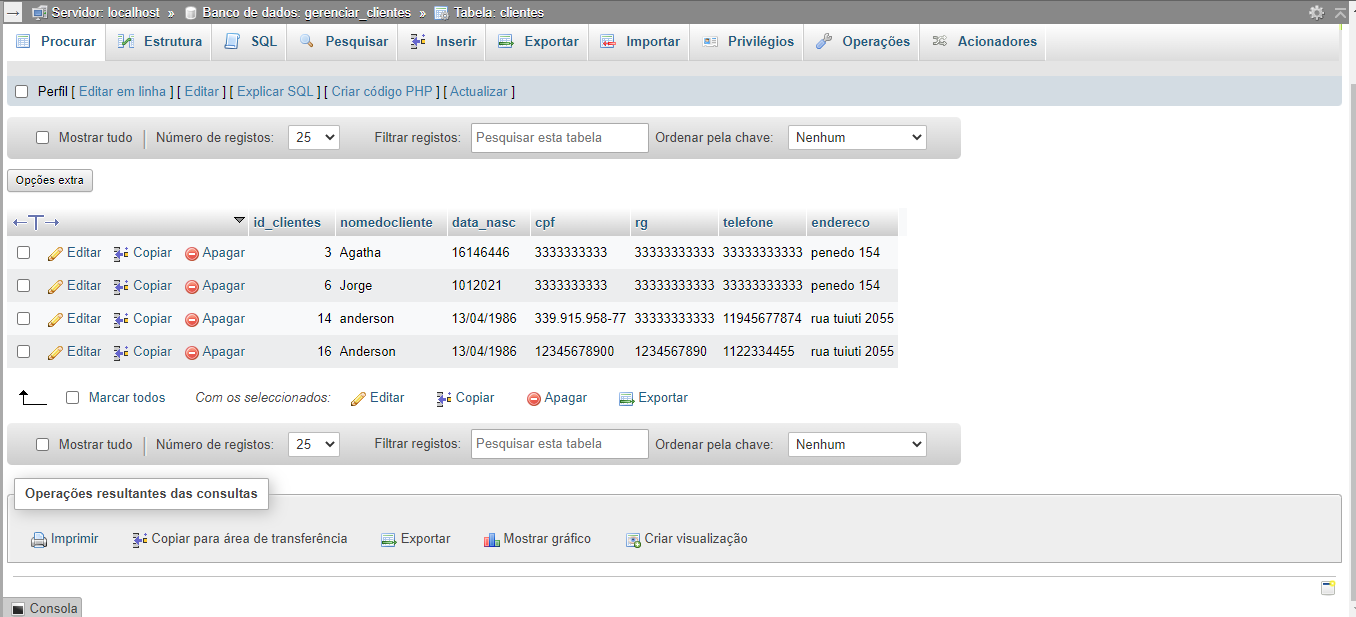 Servidor: localhost » Banco de dados: gerenciar_clientes » Tabela: clientes
Procurar Estrutura SQL Pesquisar Inserir Exportar Importar Privilégios Operações Acionadores
Perfil [ Editar em linha ] [ Editar ] [ Explicar SQL ] [ Criar código PHP ] [ Actualizar ]
Mostrar tudo Número de registos: 25 Filtrar registos: Pesquisar esta tabela Ordenar pela chave: Nenhum
Opções extra
←T→ id_clientes nomedocliente data_nasc cpf rg telefone endereco
Editar Copiar Apagar 3 Agatha 16146446 3333333333 33333333333 33333333333 penedo 154
Editar Copiar Apagar 6 Jorge 1012021 3333333333 33333333333 33333333333 penedo 154
Editar Copiar Apagar 14 anderson 13/04/1986 339.915.958-77 33333333333 11945677874 rua tuiuti 2055
Editar Copiar Apagar 16 Anderson 13/04/1986 12345678900 1234567890 1122334455 rua tuiuti 2055
Marcar todos Com os seleccionados: Editar Copiar Apagar Exportar
Mostrar tudo Número de registos: 25 Filtrar registos: Pesquisar esta tabela Ordenar pela chave: Nenhum
Operações resultantes das consultas
Imprimir Copiar para área de transferência Exportar Mostrar gráfico Criar visualização
Consola